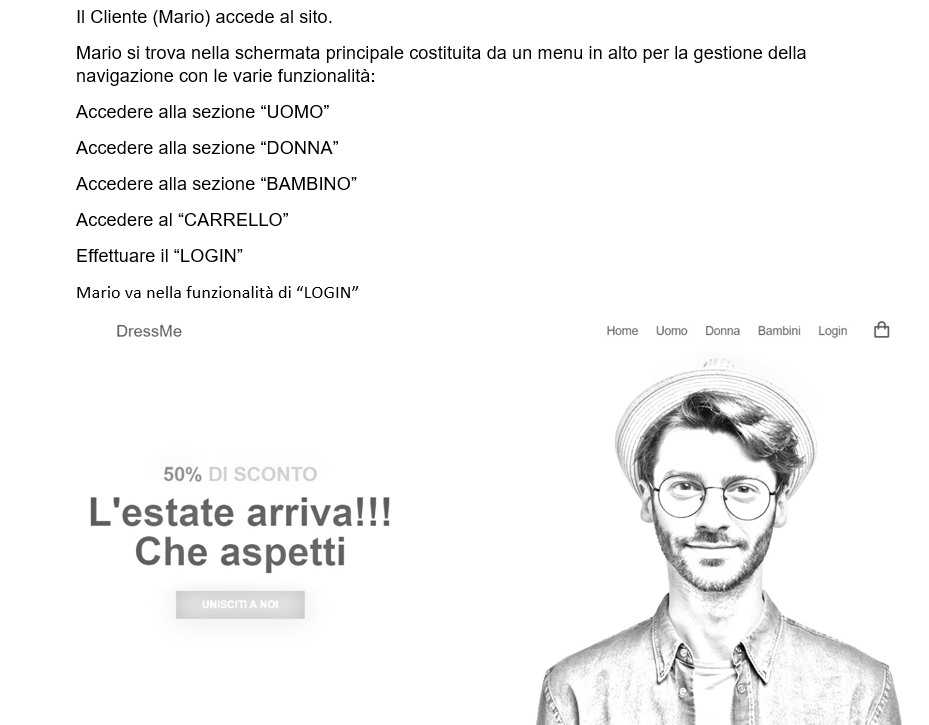 Il Cliente (Mario) accede al sito.
Mario si trova nella schermata principale costituita da un menu in alto per la gestione della
navigazione con le varie funzionalità:
Accedere alla sezione “UOMO”
Accedere alla sezione “DONNA”
Accedere alla sezione “BAMBINO”
Accedere al “CARRELLO”
Effettuare il “LOGIN”
Mario va nella funzionalità di “LOGIN”
DressMe Home Uomo Donna Bambini Login
50% DI SCONTO
L'estate arriva!!!
Che aspetti
UNISCITI A NOI